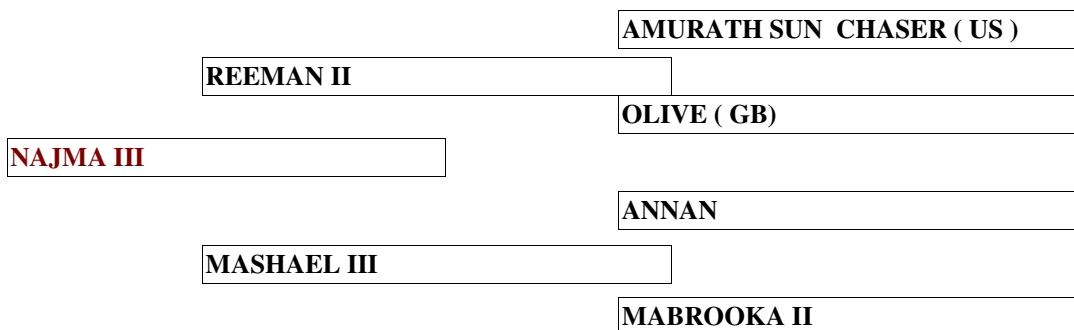 AMURATH SUN CHASER ( US )
REEMAN II
OLIVE ( GB)
NAJMA III
ANNAN
MASHAEL III
MABROOKA II